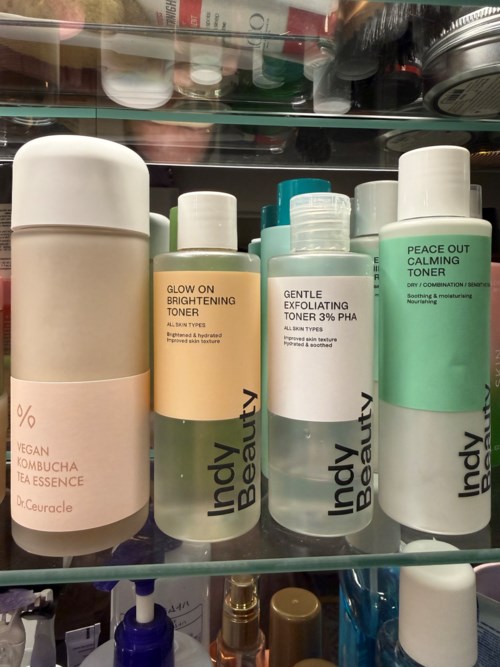 %
VEGAN
KOMBUCHA
TEA ESSENCE
Dr.Ceuracle
GLOW ON
BRIGHTENING
TONER
ALL SKIN TYPES
Brightened & hydrated
Improved skin texture
Indy
Beauty
GENTLE
EXFOLIATING
TONER 3% PHA
ALL SKIN TYPES
Improved skin texture
Hydrated & soothed
Indy
Beauty
PEACE OUT
CALMING
TONER
DRY / COMBINATION /
Soothing & moisturising
Nourishing
Indy
Beauty